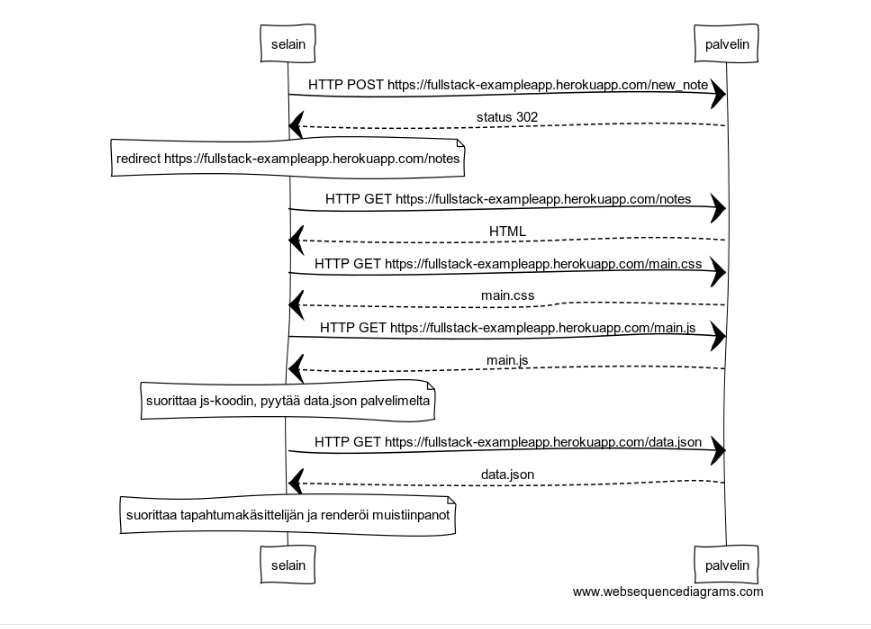 selain palvelin
HTTP POST https://fullstack-exampleapp.herokuapp.com/new_note
status 302
redirect https://fullstack-exampleapp.herokuapp.com/notes
HTTP GET https://fullstack-exampleapp.herokuapp.com/notes
HTML
HTTP GET https://fullstack-exampleapp.herokuapp.com/main.css
main.css
HTTP GET https://fullstack-exampleapp.herokuapp.com/main.js
main.js
suorittaa js-koodin, pyytää data.json palvelimelta
HTTP GET https://fullstack-exampleapp.herokuapp.com/data.json
data.json
suorittaa tapahtumakäsittelijän ja renderöi muistiinpanot
selain palvelin
www.websequencediagrams.com